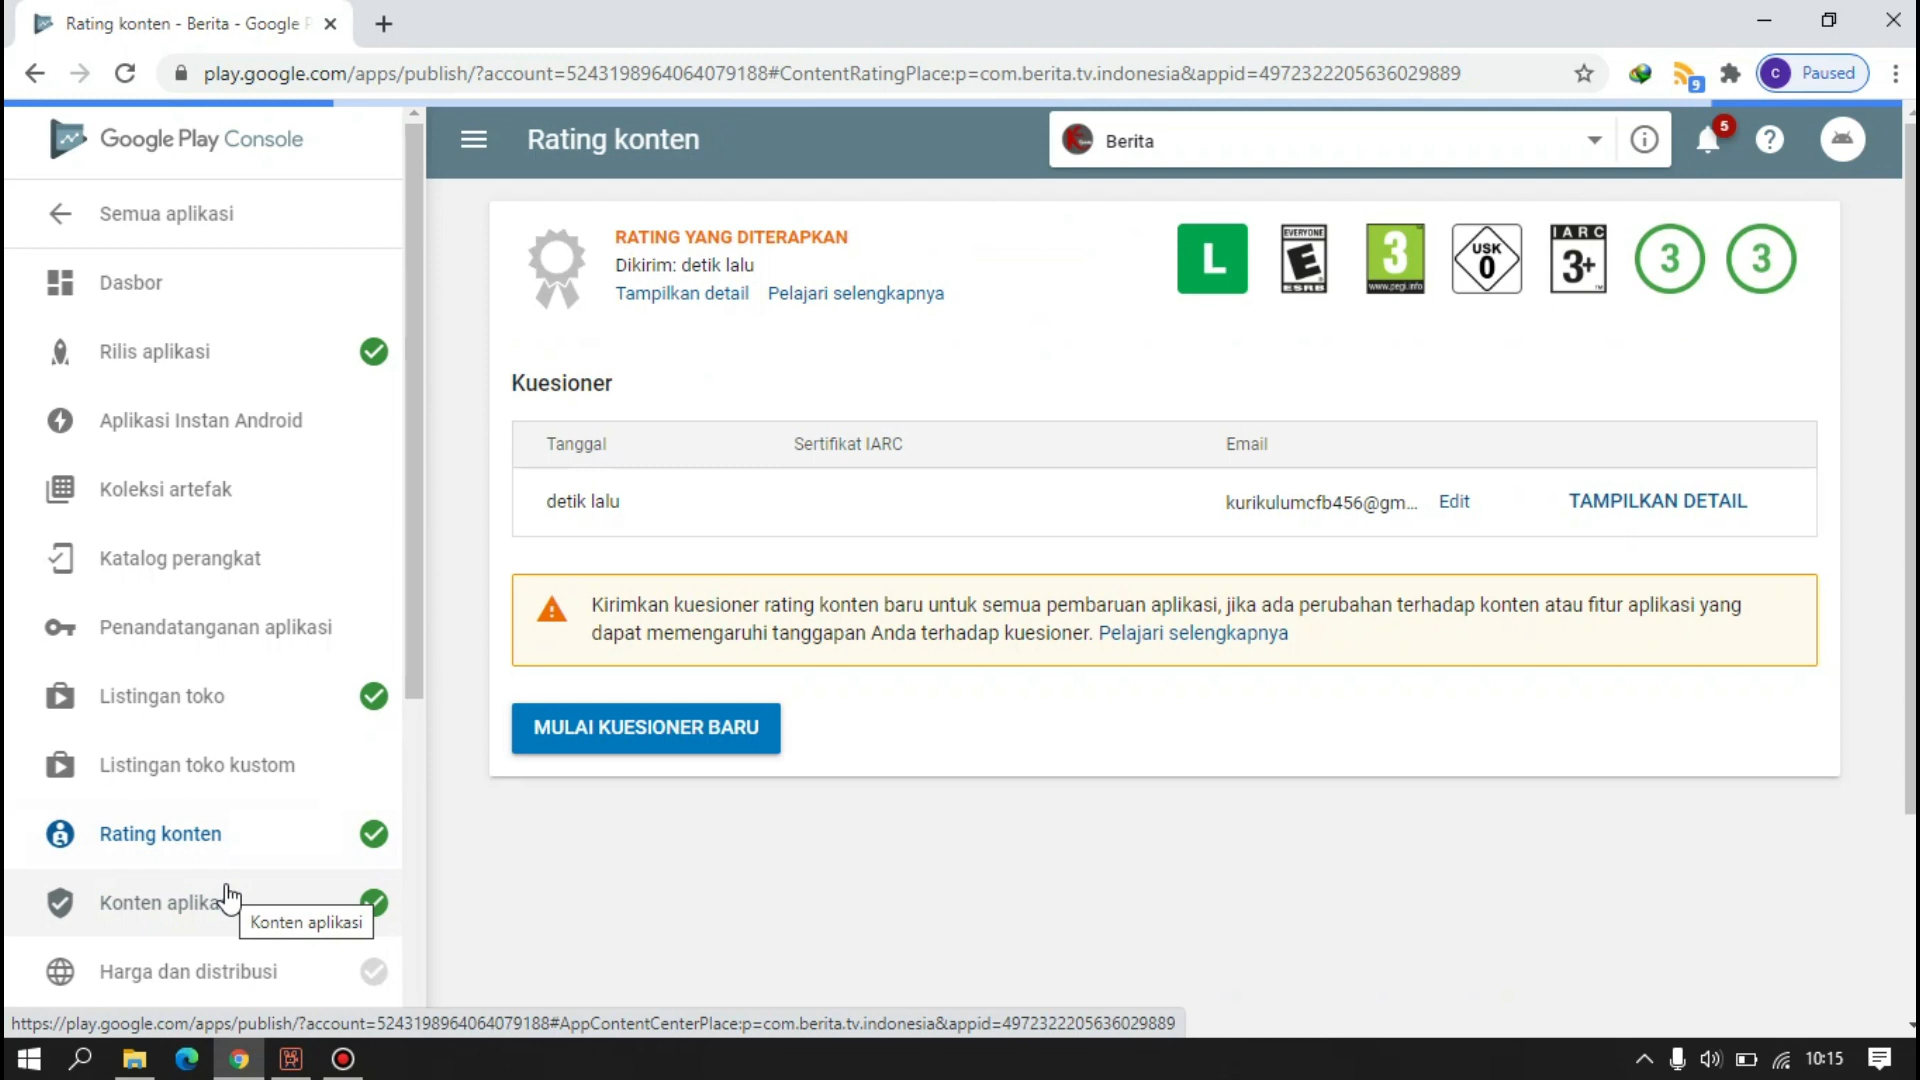 Rating konten - Berita - Google P
play.google.com/apps/publish/?account=5243198964064079188#ContentRatingPlace:p=com.berita.tv.indonesia&appid=4972322205636029889
9
C Paused
Google Play Console
Rating konten
Berita
5
Semua aplikasi
Dasbor
Rilis aplikasi
Aplikasi Instan Android
Koleksi artefak
Katalog perangkat
Penandatanganan aplikasi
Listingan toko
Listingan toko kustom
Rating konten
Konten aplika
Konten aplikasi
Harga dan distribusi
RATING YANG DITERAPKAN
Dikirim: detik lalu
Tampilkan detail Pelajari selengkapnya
L
EVERYONE
E
ESRB
3
www.pegi.info
USK
0
IARC
3+
3
3
Kuesioner
Tanggal Sertifikat IARC Email
detik lalu kurikulumcfb456@gm... Edit TAMPILKAN DETAIL
Kirimkan kuesioner rating konten baru untuk semua pembaruan aplikasi, jika ada perubahan terhadap konten atau fitur aplikasi yang
dapat memengaruhi tanggapan Anda terhadap kuesioner. Pelajari selengkapnya
MULAI KUESIONER BARU
https://play.google.com/apps/publish/?account=5243198964064079188#AppContentCenterPlace:p=com.berita.tv.indonesia&appid=4972322205636029889
10:15